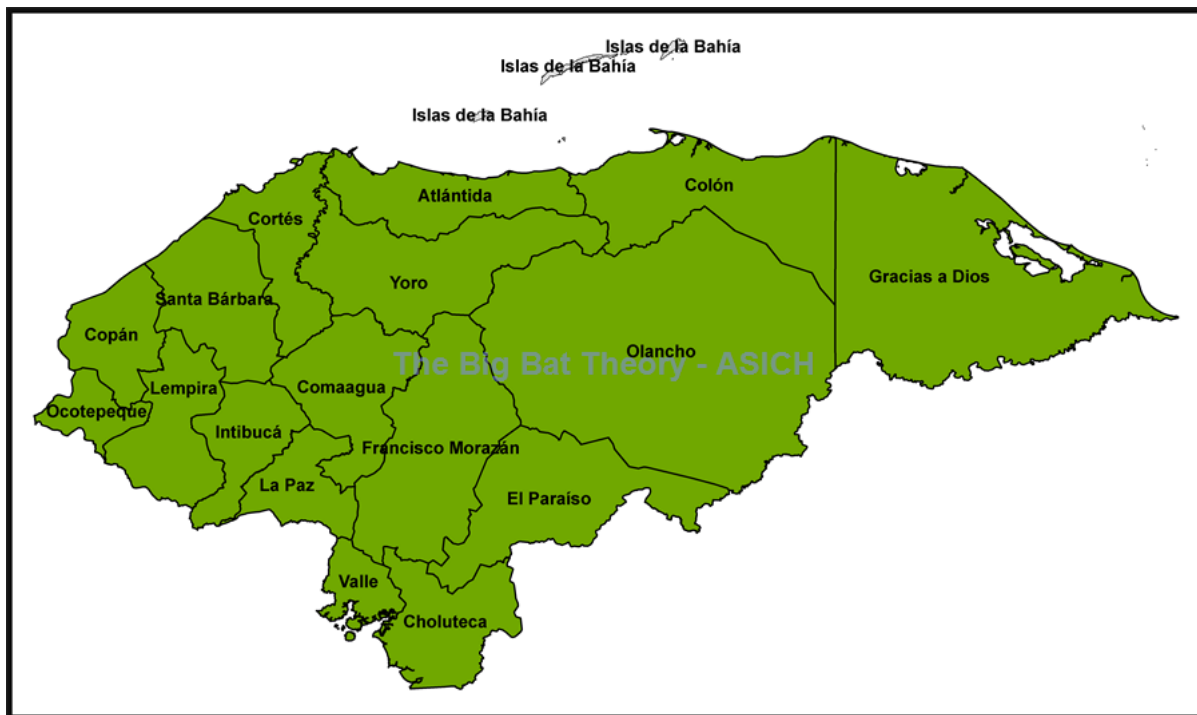 Islas de la Bahía
Islas de la Bahía
Islas de la Bahía
Atlántida
Colón
Cortés
Gracias a Dios
Yoro
Santa Bárbara
Copán
Olancho
The Big Bat Theory - ASICH
Lempira
Comaagua
Ocotepeque
Intibucá
Francisco Morazán
La Paz
El Paraíso
Valle
Choluteca